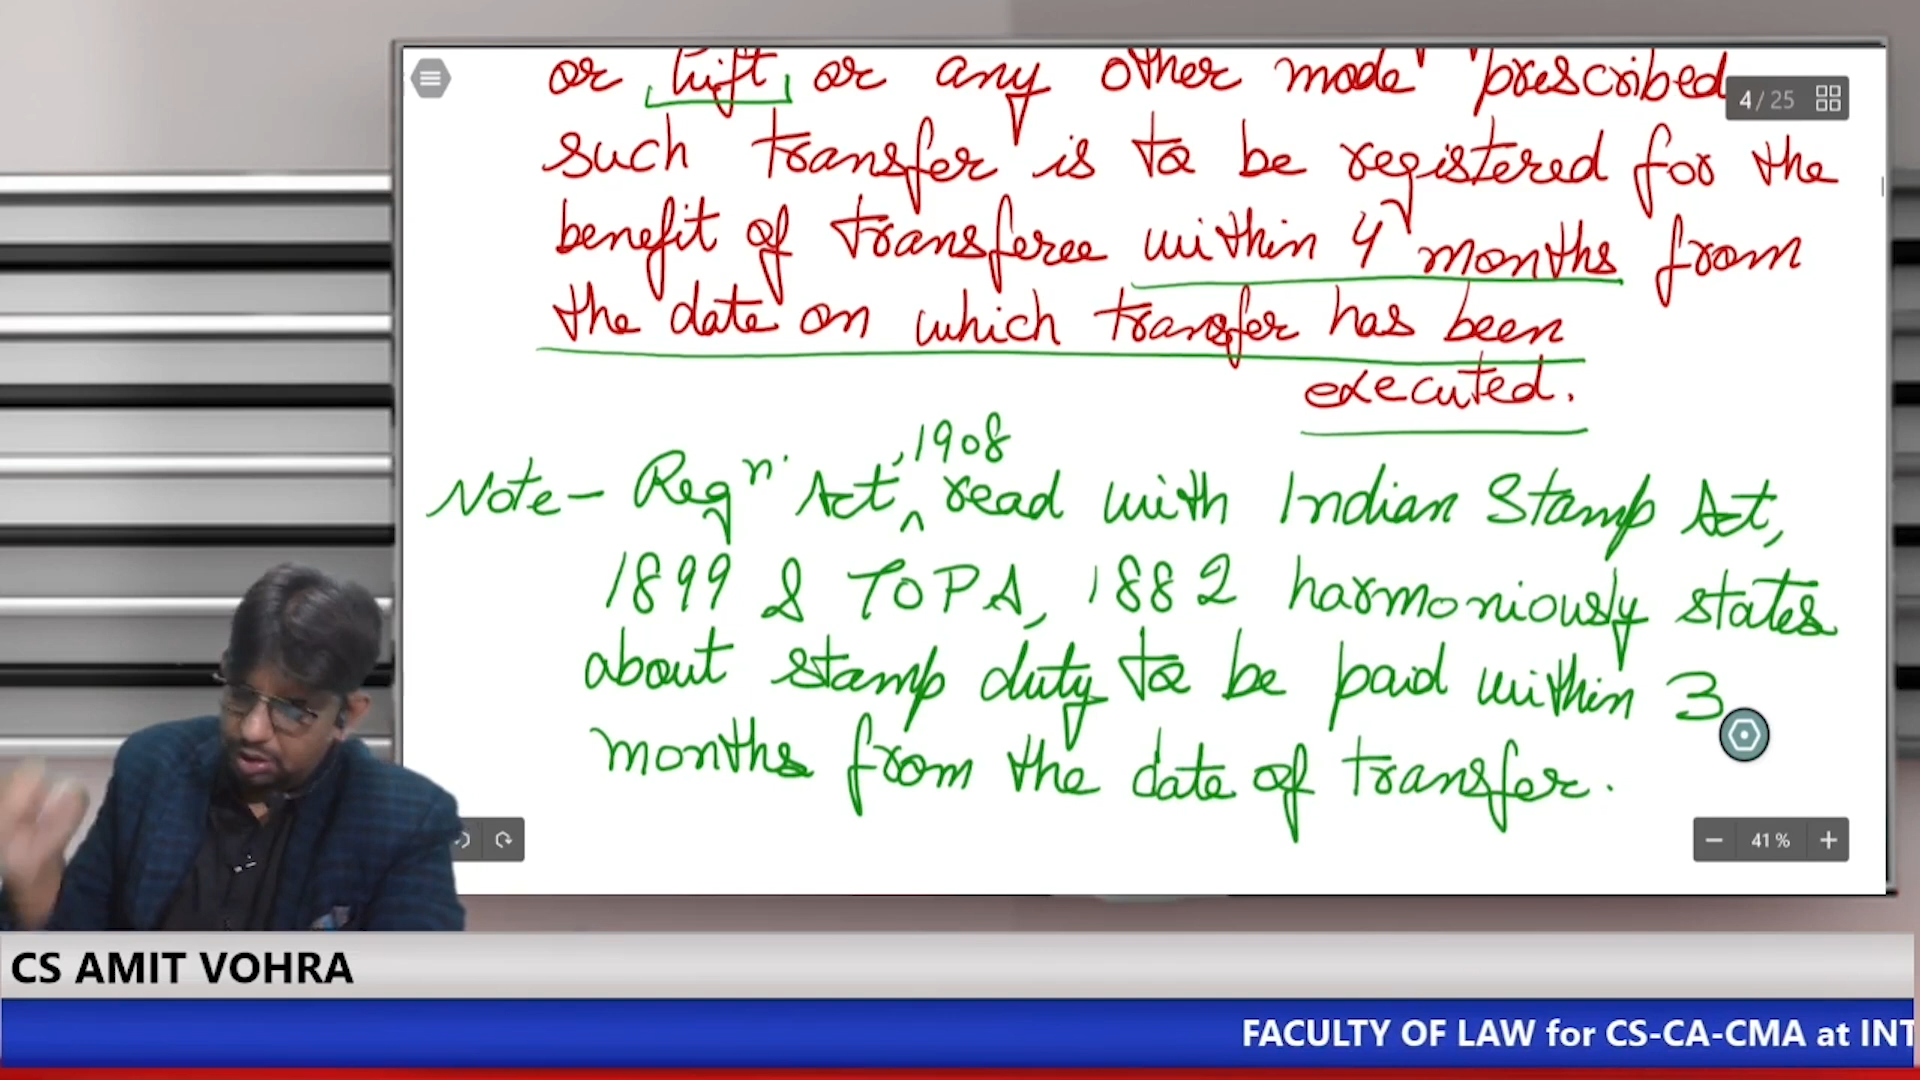 or Gift or any other mode prescribed
4 / 25
such transfer is to be registered for the
benefit of transferee within 4 months from
the date on which transfer has been
executed.
Note - Regn. Act, 1908 read with Indian Stamp Act,
1899 & TOPA, 1882 harmoniously states
about stamp duty to be paid within 3
months from the date of transfer.
41 %
CS AMIT VOHRA
FACULTY OF LAW for CS-CA-CMA at INT